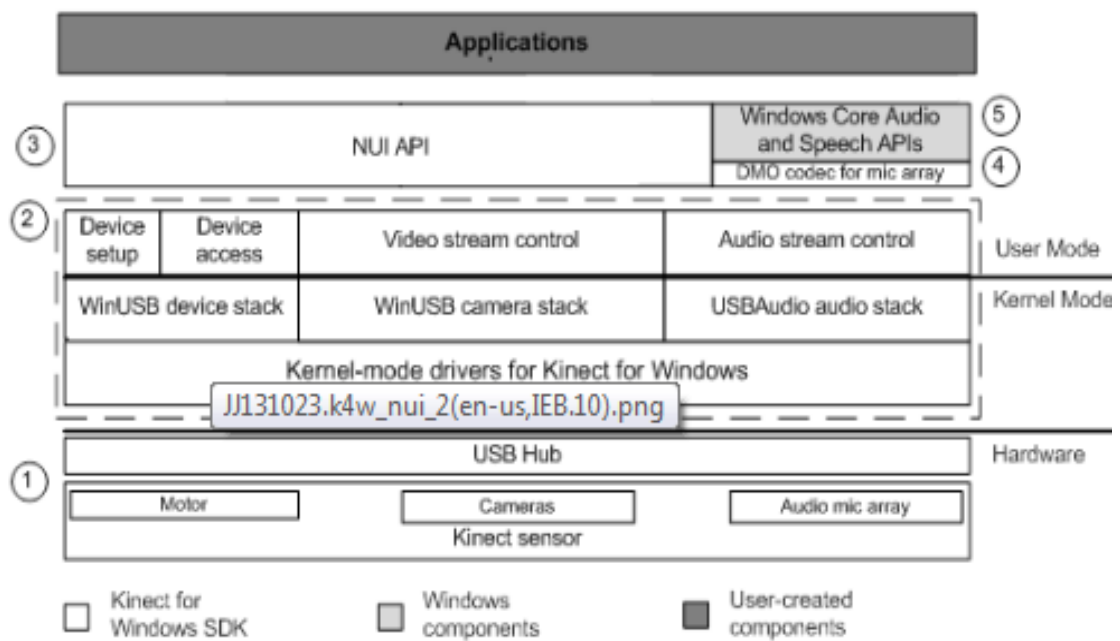 Applications
3
NUI API
Windows Core Audio
and Speech APIs
5
DMO codec for mic array
4
2
Device
setup
Device
access
Video stream control
Audio stream control
User Mode
WinUSB device stack
WinUSB camera stack
USBAudio audio stack
Kernel Mode
Kernel-mode drivers for Kinect for Windows
JJ131023.k4w_nui_2(en-us,IEB.10).png
USB Hub
Hardware
1
Motor
Cameras
Audio mic array
Kinect sensor
Kinect for
Windows SDK
Windows
components
User-created
components